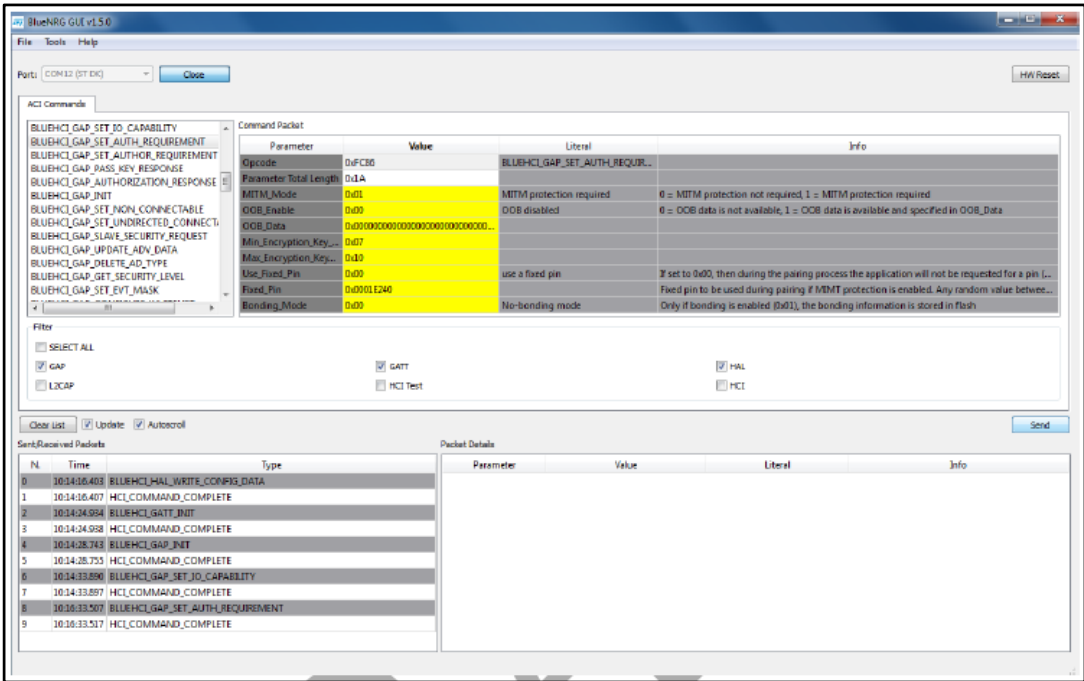 BlueNRG GUI v1.5.0
File Tools Help
Port: COM12 (ST DK) Close HW Reset
ACI Commands
BLUEHCI_GAP_SET_IO_CAPABILITY
BLUEHCI_GAP_SET_AUTH_REQUIREMENT
BLUEHCI_GAP_SET_AUTHOR_REQUIREMENT
BLUEHCI_GAP_PASS_KEY_RESPONSE
BLUEHCI_GAP_AUTHORIZATION_RESPONSE
BLUEHCI_GAP_INIT
BLUEHCI_GAP_SET_NON_CONNECTABLE
BLUEHCI_GAP_SET_UNDIRECTED_CONNECTA
BLUEHCI_GAP_SLAVE_SECURITY_REQUEST
BLUEHCI_GAP_UPDATE_ADV_DATA
BLUEHCI_GAP_DELETE_AD_TYPE
BLUEHCI_GAP_GET_SECURITY_LEVEL
BLUEHCI_GAP_SET_EVT_MASK
Command Packet
Parameter Value Literal Info
Opcode 0xFC86 BLUEHCI_GAP_SET_AUTH_REQUIR...
Parameter Total Length 0x1A
MITM_Mode 0x01 MITM protection required 0 = MITM protection not required, 1 = MITM protection required
OOB_Enable 0x00 OOB disabled 0 = OOB data is not available, 1 = OOB data is available and specified in OOB_Data
OOB_Data
Min_Encryption_Key_... 0x07
Max_Encryption_Key... 0x10
Use_Fixed_Pin 0x00 use a fixed pin If set to 0x00, then during the pairing process the application will not be requested for a pin (...
Fixed_Pin 0x0001E240 Fixed pin to be used during pairing if MIMT protection is enabled. Any random value betwee...
Bonding_Mode 0x00 No-bonding mode Only if bonding is enabled (0x01), the bonding information is stored in flash
Filter
SELECT ALL
GAP GATT HAL
L2CAP HCI Test HCI
Clear List Update Autoscroll Send
Sent/Received Packets
N. Time Type
0 10:14:16.403 BLUEHCI_HAL_WRITE_CONFIG_DATA
1 10:14:16.407 HCI_COMMAND_COMPLETE
2 10:14:24.934 BLUEHCI_GATT_INIT
3 10:14:24.938 HCI_COMMAND_COMPLETE
4 10:14:28.743 BLUEHCI_GAP_INIT
5 10:14:28.755 HCI_COMMAND_COMPLETE
6 10:14:33.890 BLUEHCI_GAP_SET_IO_CAPABILITY
7 10:14:33.897 HCI_COMMAND_COMPLETE
8 10:16:33.507 BLUEHCI_GAP_SET_AUTH_REQUIREMENT
9 10:16:33.517 HCI_COMMAND_COMPLETE
Packet Details
Parameter Value Literal Info